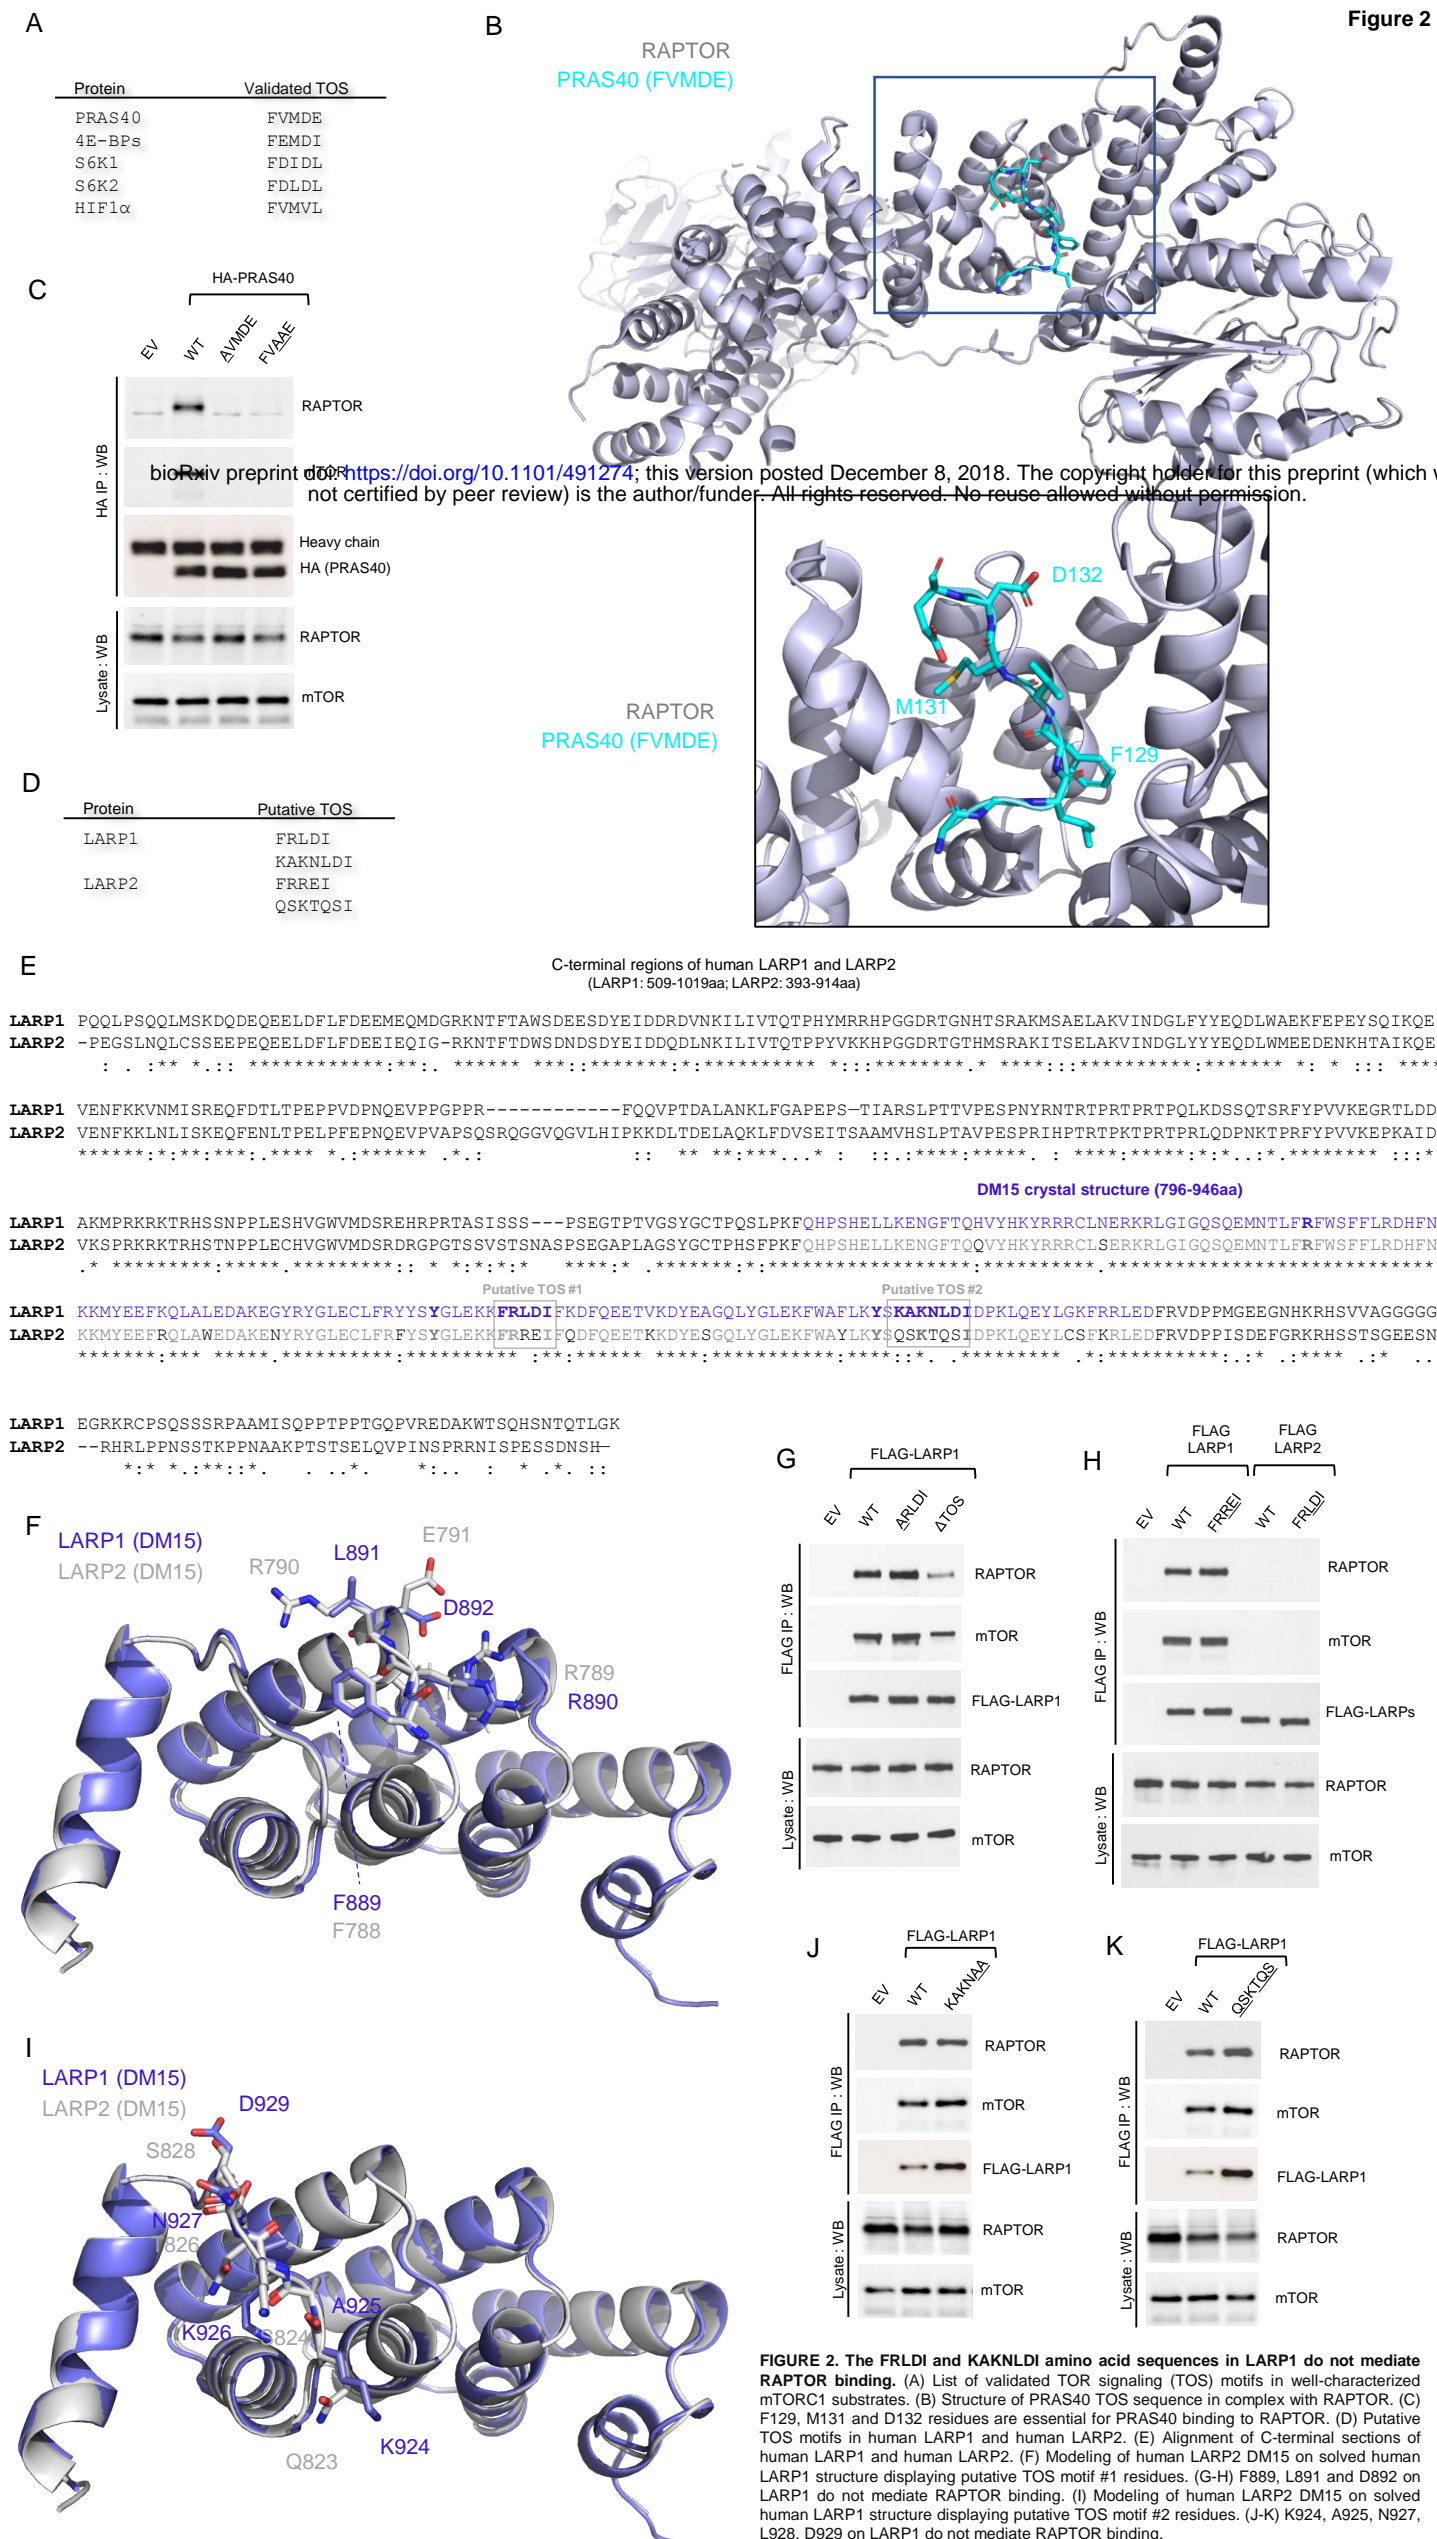 Figure 2
A
Protein Validated TOS
PRAS40 FVMDE
4E-BPs FEMDI
S6K1 FDIDL
S6K2 FDLDL
HIF1α FVMVL
B
RAPTOR
PRAS40 (FVMDE)
C
HA-PRAS40
EV WT AVMDE FVAAE
HA IP : WB
RAPTOR
mTOR
Heavy chain
HA (PRAS40)
Lysate : WB
RAPTOR
mTOR
bioRxiv preprint doi: https://doi.org/10.1101/491274; this version posted December 8, 2018. The copyright holder for this preprint (which w
not certified by peer review) is the author/funder. All rights reserved. No reuse allowed without permission.
D132
M131
F129
RAPTOR
PRAS40 (FVMDE)
D
Protein Putative TOS
LARP1 FRLDI
KAKNLDI
LARP2 FRREI
QSKTQSI
E
C-terminal regions of human LARP1 and LARP2
(LARP1: 509-1019aa; LARP2: 393-914aa)
LARP1 PQQLPSQQLMSKDQDEQEELDFLFDEEMEQMDGRKNTFTAWSDEESDYEIDDRDVNKILIVTQTPHYMRRHPGGDRTGNHTSRAKMSAELAKVINDGLFYYEQDLWAEKFEPEYSQIKQE
LARP2 -PEGSLNQLCSSEEPEQEELDFLFDEEIEQIG-RKNTFTDWSDNDSDYEIDDQDLNKILIVTQTPPYVKKHPGGDRTGTHMSRAKITSELAKVINDGLYYYEQDLWMEEDENKHTAIKQE
LARP1 VENFKKVNMISREQFDTLTPEPPVDPNQEVPPGPPR------------FQQVPTDALANKLFGAPEPS—TIARSLPTTVPESPNYRNTRTPRTPRTPQLKDSSQTSRFYPVVKEGRTLDD
LARP2 VENFKKLNLISKEQFENLTPELPFEPNQEVPVAPSQSRQGGVQGVLHIPKKDLTDELAQKLFDVSEITSAAMVHSLPTAVPESPRIHPTRTPKTPRTPRLQDPNKTPRFYPVVKEPKAID
DM15 crystal structure (796-946aa)
LARP1 AKMPRKRKTRHSSNPPLESHVGWVMDSREHRPRTASISSS---PSEGTPTVGSYGCTPQSLPKFQHPSHELLKENGFTQHVYHKYRRRCLNERKRLGIGQSQEMNTLFRFWSFFLRDHFN
LARP2 VKSPRKRKTRHSTNPPLECHVGWVMDSRDRGPGTSSVSTSNASPSEGAPLAGSYGCTPHSFPKFQHPSHELLKENGFTQQVYHKYRRRCLSERKRLGIGQSQEMNTLFRFWSFFLRDHFN
Putative TOS #1 Putative TOS #2
LARP1 KKMYEEFKQLALEDAKEGYRYGLECLFRYYSYGLEKKFRLDIFKDFQEETVKDYEAGQLYGLEKFWAFLKYSKAKNLDIDPKLQEYLGKFRRLEDFRVDPPMGEEGNHKRHSVVAGGGGG
LARP2 KKMYEEFRQLAWEDAKENYRYGLECLFRFYSYGLEKKFRREIFQDFQEETKKDYESGQLYGLEKFWAYLKYSQSKTQSIDPKLQEYLCSFKRLEDFRVDPPISDEFGRKRHSSTSGEESN
LARP1 EGRKRCPSQSSSRPAAMISQPPTPPTGQPVREDAKWTSQHSNTQTLGK
LARP2 --RHRLPPNSSTKPPNAAKPTSTSELQVPINSPRRNISPESSDNSH—
F
LARP1 (DM15)
LARP2 (DM15)
E791
L891
R790
D892
R789
R890
F889
F788
G
FLAG-LARP1
EV WT ARLDI ΔTOS
FLAG IP : WB
RAPTOR
mTOR
FLAG-LARP1
Lysate : WB
RAPTOR
mTOR
H
FLAG LARP1 FLAG LARP2
EV WT FRREI WT FRLDI
FLAG IP : WB
RAPTOR
mTOR
FLAG-LARPs
Lysate : WB
RAPTOR
mTOR
I
LARP1 (DM15)
LARP2 (DM15)
D929
S828
N927
T826
A925
K926
S824
K924
Q823
J
FLAG-LARP1
EV WT KAKNAA
FLAG IP : WB
RAPTOR
mTOR
FLAG-LARP1
Lysate : WB
RAPTOR
mTOR
K
FLAG-LARP1
EV WT QSKTQS
FLAG IP : WB
RAPTOR
mTOR
FLAG-LARP1
Lysate : WB
RAPTOR
mTOR
FIGURE 2. The FRLDI and KAKNLDI amino acid sequences in LARP1 do not mediate
RAPTOR binding. (A) List of validated TOR signaling (TOS) motifs in well-characterized
mTORC1 substrates. (B) Structure of PRAS40 TOS sequence in complex with RAPTOR. (C)
F129, M131 and D132 residues are essential for PRAS40 binding to RAPTOR. (D) Putative
TOS motifs in human LARP1 and human LARP2. (E) Alignment of C-terminal sections of
human LARP1 and human LARP2. (F) Modeling of human LARP2 DM15 on solved human
LARP1 structure displaying putative TOS motif #1 residues. (G-H) F889, L891 and D892 on
LARP1 do not mediate RAPTOR binding. (I) Modeling of human LARP2 DM15 on solved
human LARP1 structure displaying putative TOS motif #2 residues. (J-K) K924, A925, N927,
L928, D929 on LARP1 do not mediate RAPTOR binding.